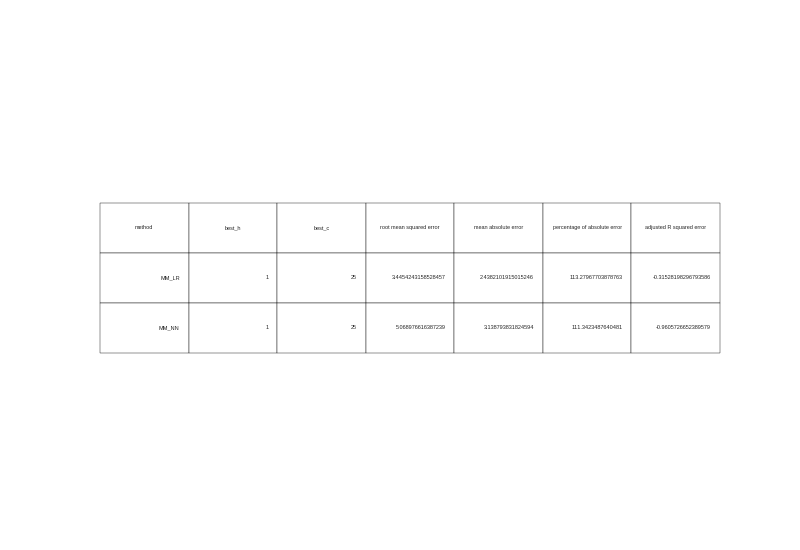 method best_h best_c root mean squared error mean absolute error percentage of absolute error adjusted R squared error
MM_LR 1 25 3.4454243158528457 2.4382101915015246 113.27967703878763 -0.31528198296793586
MM_NN 1 25 5.068976616387239 3.138793831824594 111.3423487640481 -0.9605726652389579